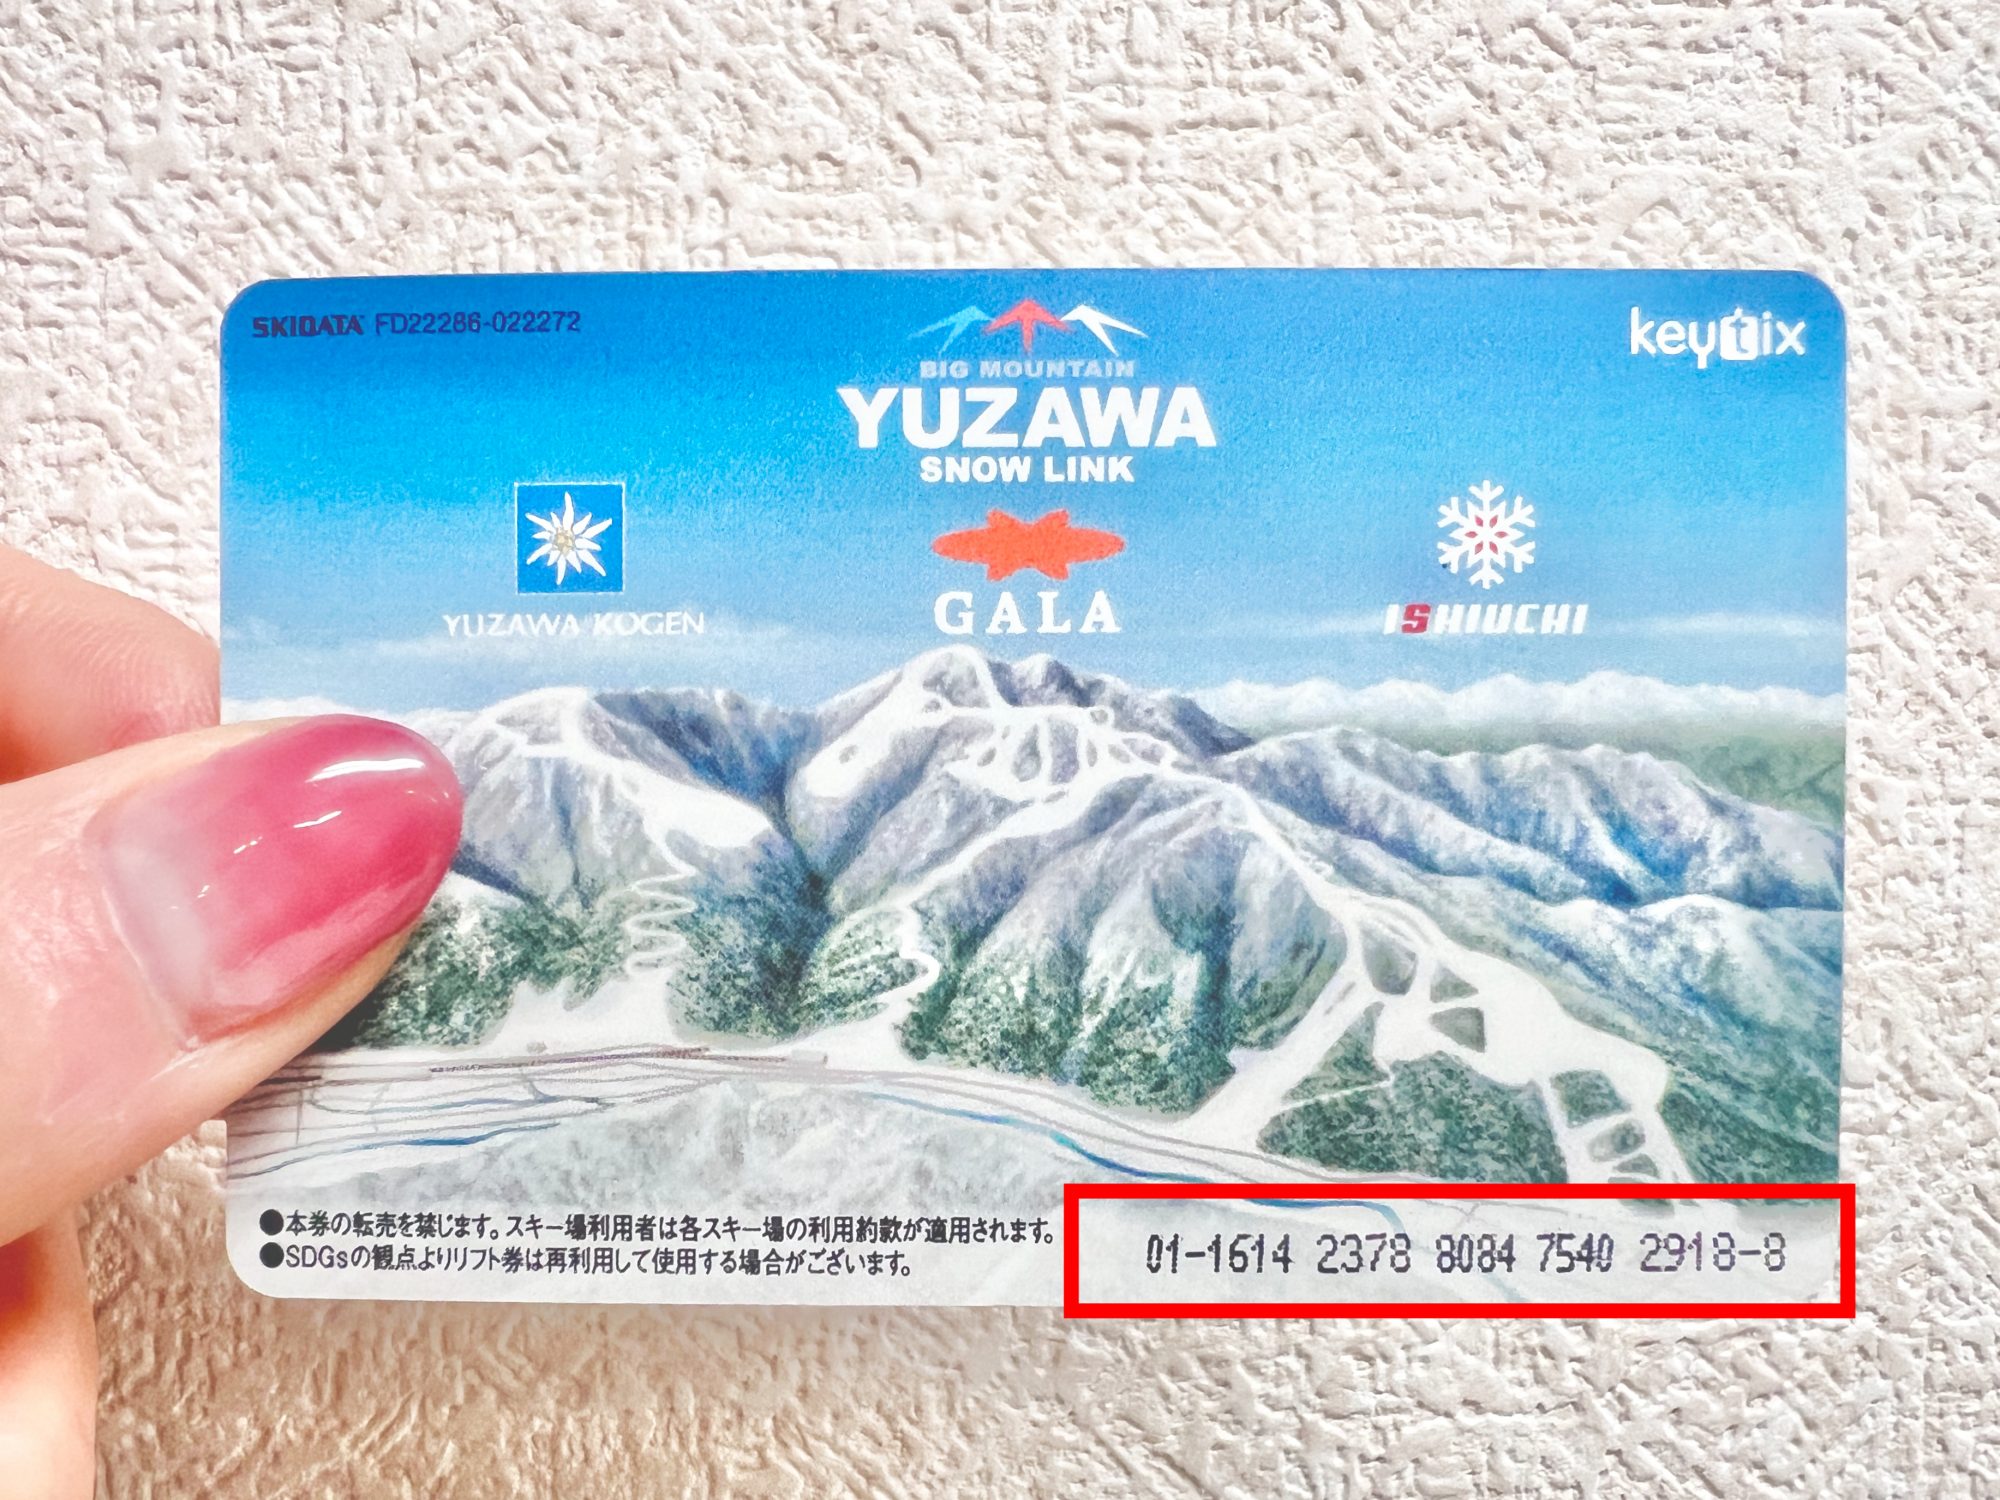 SKIDATA FD22286-022272
keytix
BIG MOUNTAIN
YUZAWA
SNOW LINK
YUZAWA KOGEN
GALA
ISHIUCHI
●本券の転売を禁じます。スキー場利用者は各スキー場の利用約款が適用されます。
●SDGsの観点よりリフト券は再利用して使用する場合がございます。
01-1614 2378 8084 7540 2918-8